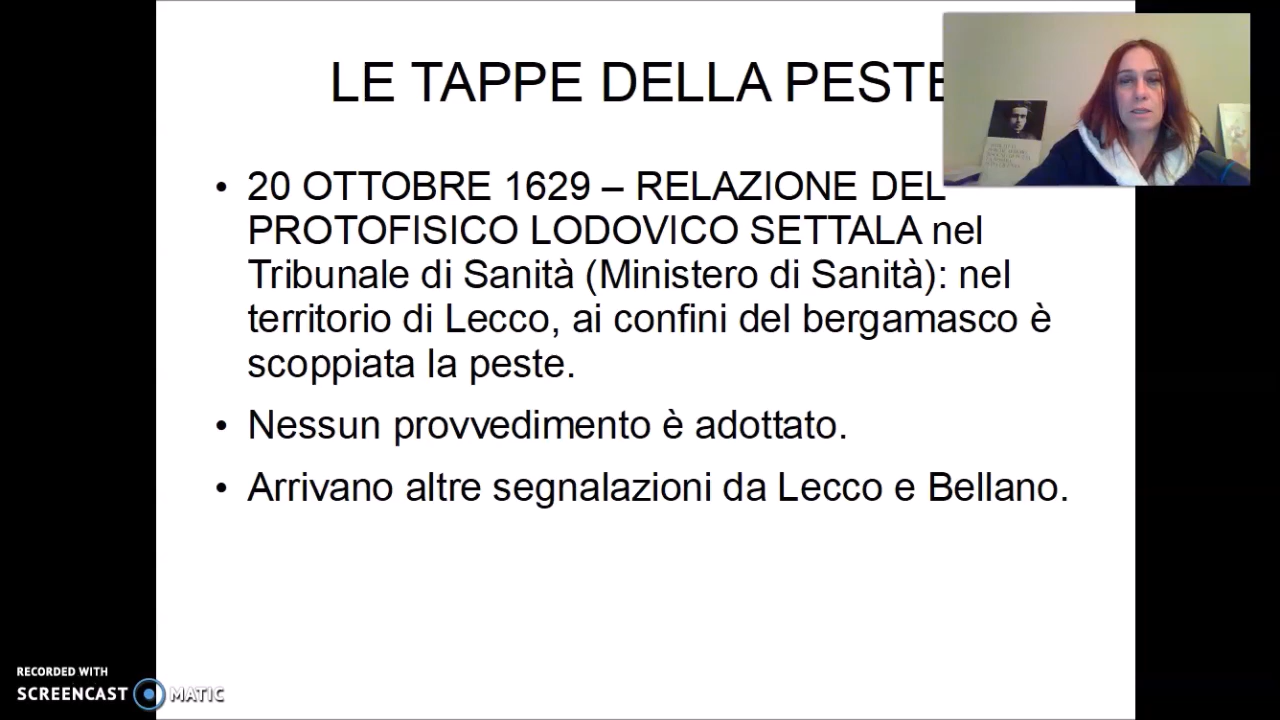 LE TAPPE DELLA PESTE
• 20 OTTOBRE 1629 – RELAZIONE DEL
PROTOFISICO LODOVICO SETTALA nel
Tribunale di Sanità (Ministero di Sanità): nel
territorio di Lecco, ai confini del bergamasco è
scoppiata la peste.
• Nessun provvedimento è adottato.
• Arrivano altre segnalazioni da Lecco e Bellano.
RECORDED WITH
SCREENCAST MATIC